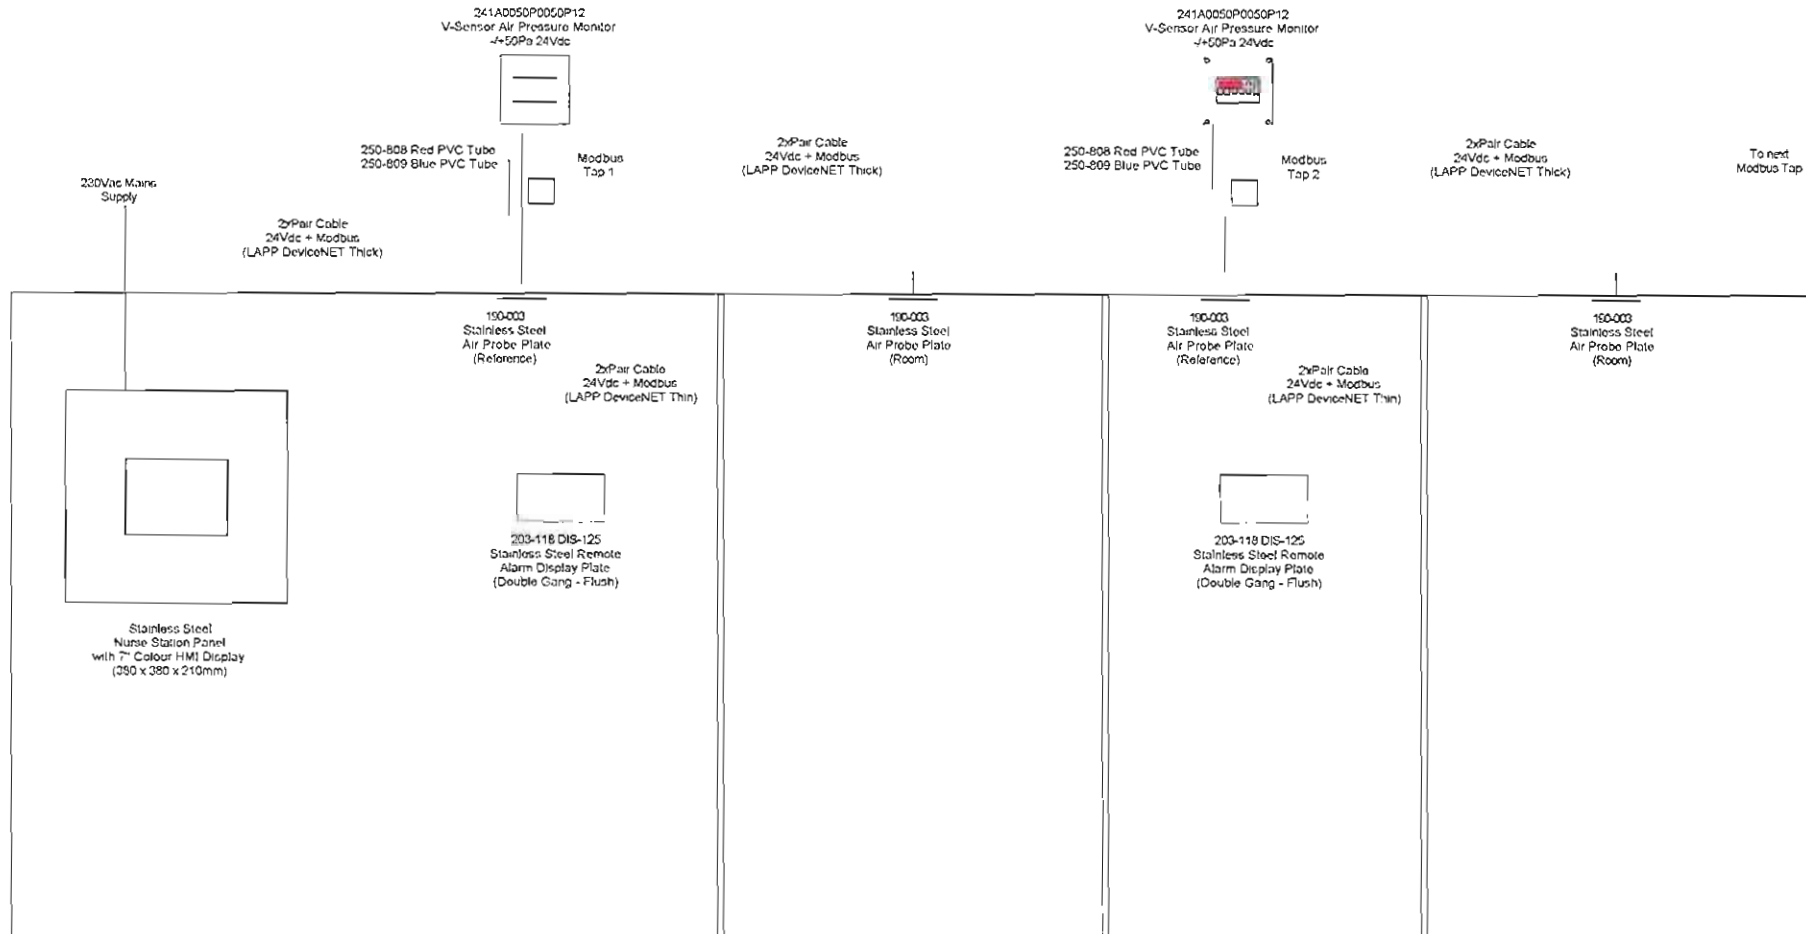 241A0050P0050P12
V-Sensor Air Pressure Monitor
-/+50Pa 24Vdc
241A0050P0050P12
V-Sensor Air Pressure Monitor
-/+50Pa 24Vdc
250-808 Red PVC Tube
250-809 Blue PVC Tube
Modbus
Tap 1
2xPair Cable
24Vdc + Modbus
(LAPP DeviceNET Thick)
250-808 Red PVC Tube
250-809 Blue PVC Tube
Modbus
Tap 2
2xPair Cable
24Vdc + Modbus
(LAPP DeviceNET Thick)
To next
Modbus Tap
230Vac Mains
Supply
2xPair Cable
24Vdc + Modbus
(LAPP DeviceNET Thick)
190-003
Stainless Steel
Air Probe Plate
(Reference)
190-003
Stainless Steel
Air Probe Plate
(Room)
190-003
Stainless Steel
Air Probe Plate
(Reference)
190-003
Stainless Steel
Air Probe Plate
(Room)
2xPair Cable
24Vdc + Modbus
(LAPP DeviceNET Thin)
2xPair Cable
24Vdc + Modbus
(LAPP DeviceNET Thin)
203-118 DIS-125
Stainless Steel Remote
Alarm Display Plate
(Double Gang - Flush)
203-118 DIS-125
Stainless Steel Remote
Alarm Display Plate
(Double Gang - Flush)
Stainless Steel
Nurse Station Panel
with 7" Colour HMI Display
(380 x 380 x 210mm)